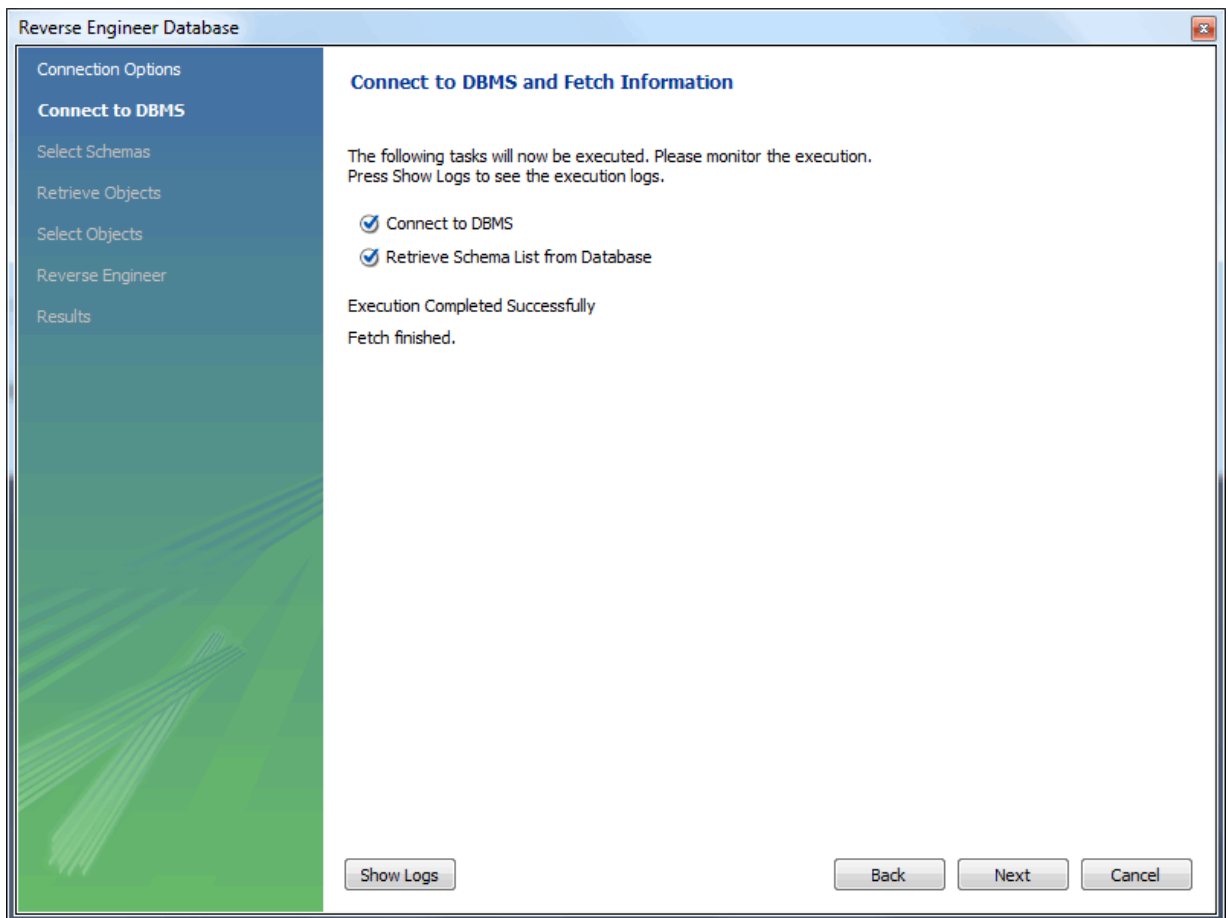 Reverse Engineer Database
Connection Options
Connect to DBMS
Select Schemas
Retrieve Objects
Select Objects
Reverse Engineer
Results
Connect to DBMS and Fetch Information
The following tasks will now be executed. Please monitor the execution.
Press Show Logs to see the execution logs.
Connect to DBMS
Retrieve Schema List from Database
Execution Completed Successfully
Fetch finished.
Show Logs
Back
Next
Cancel